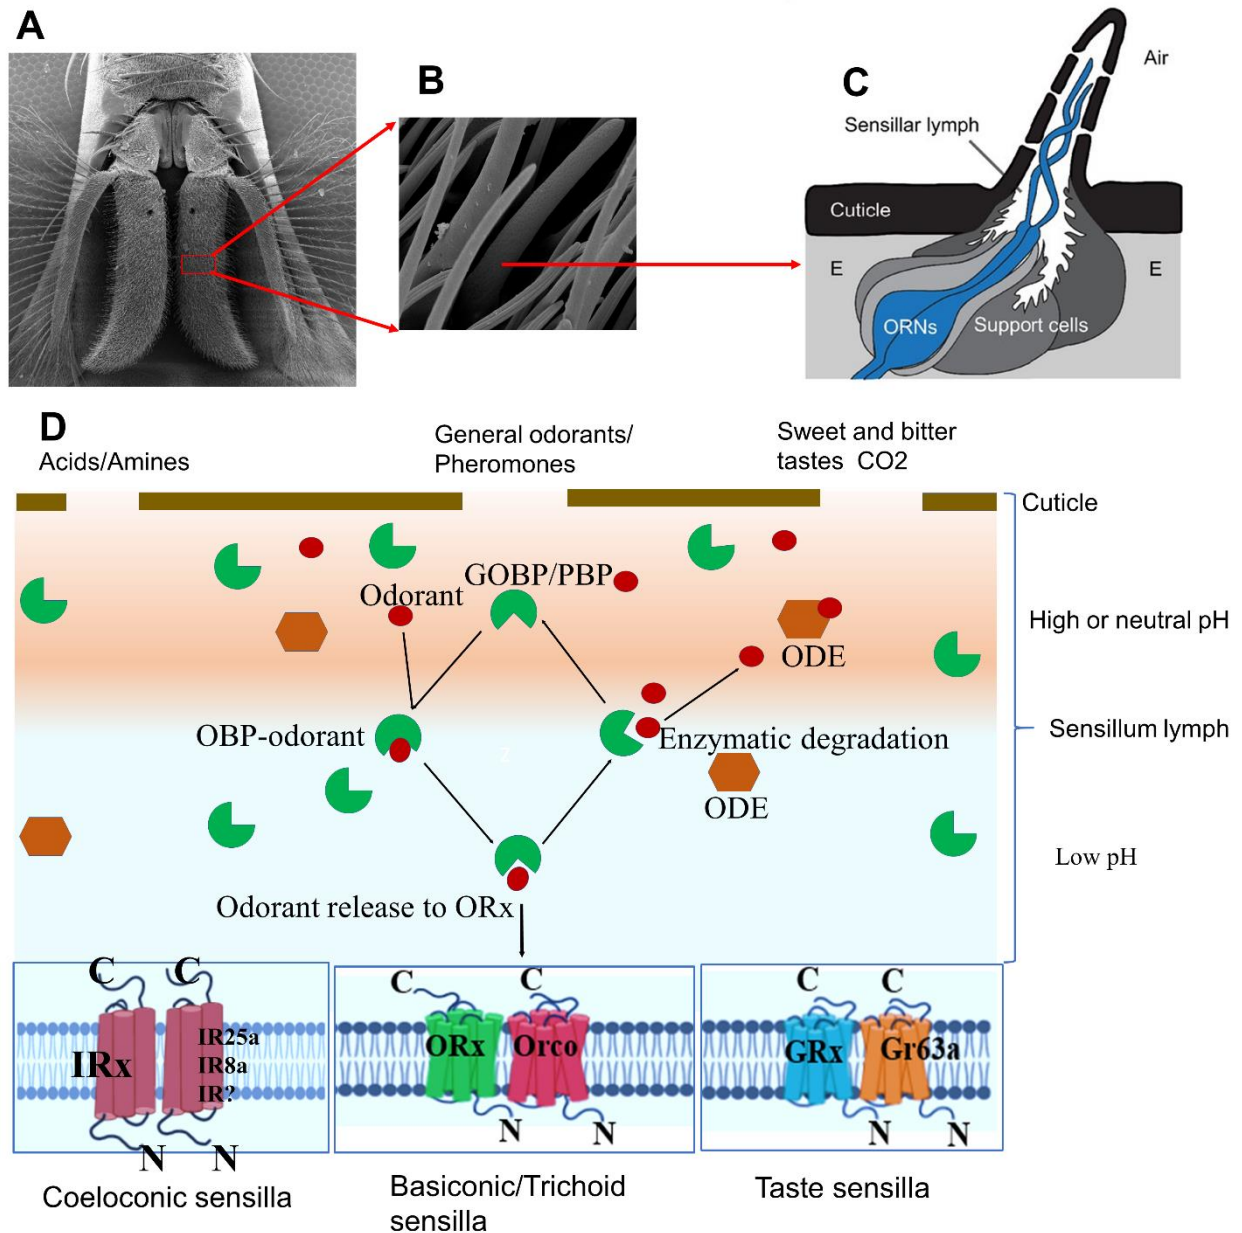 A
B
C
Air
Sensillar lymph
Cuticle
E
E
ORNs
Support cells
D
Acids/Amines
General odorants/
Pheromones
Sweet and bitter
tastes CO2
Cuticle
GOBP/PBP
Odorant
High or neutral pH
ODE
OBP-odorant
Enzymatic degradation
Sensillum lymph
z
ODE
Low pH
Odorant release to ORx
C C
IRx
IR25a
IR8a
IR?
N N
C C
ORx Orco
N N
C C
GRx Gr63a
N N
Coeloconic sensilla
Basiconic/Trichoid
sensilla
Taste sensilla